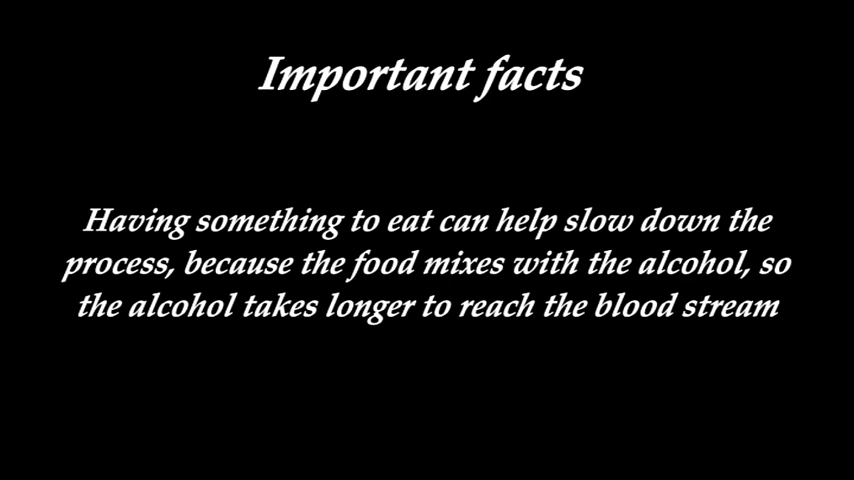 Important facts
Having something to eat can help slow down the
process, because the food mixes with the alcohol, so
the alcohol takes longer to reach the blood stream